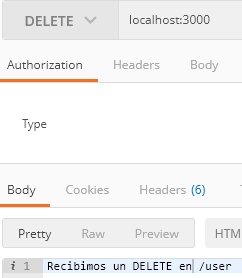 DELETE localhost:3000
Authorization Headers Body
Type
Body Cookies Headers (6)
Pretty Raw Preview
i 1 Recibimos un DELETE en /user